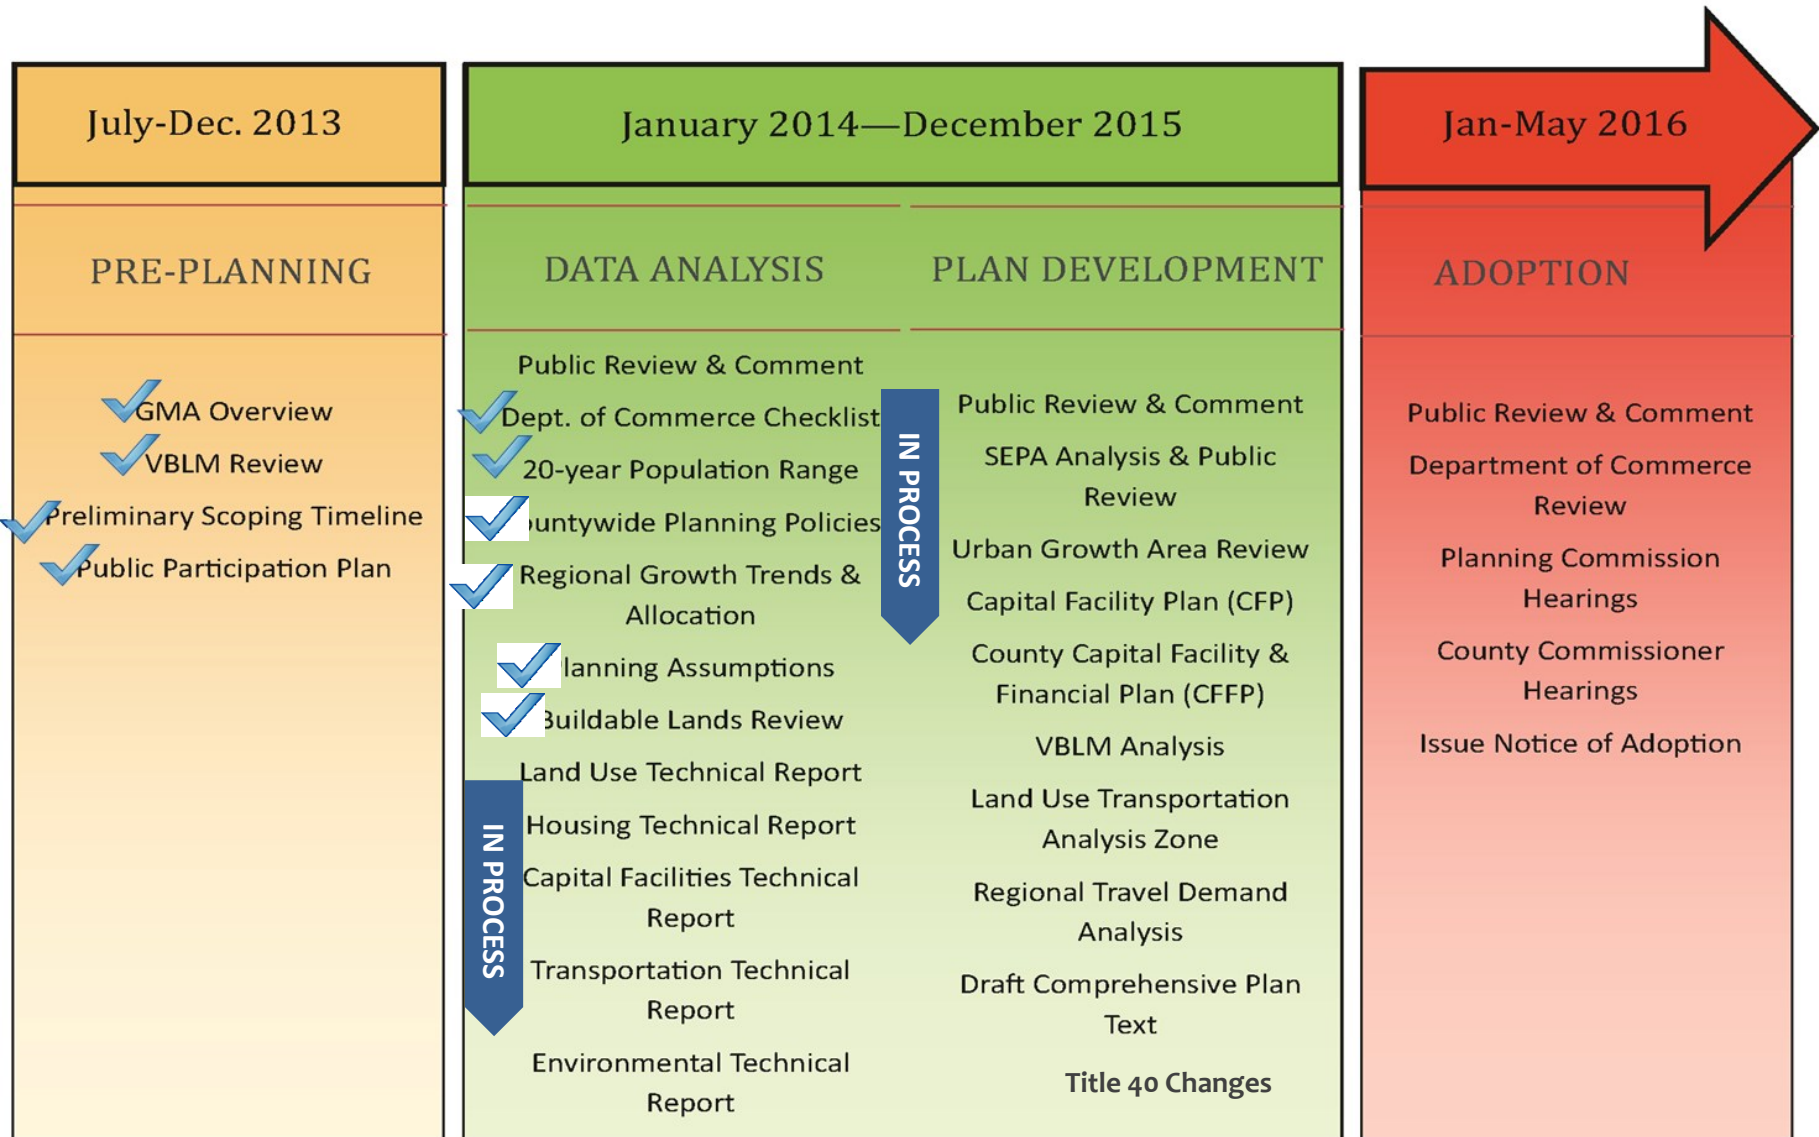 July-Dec. 2013
January 2014—December 2015
Jan-May 2016
PRE-PLANNING
GMA Overview
VBLM Review
Preliminary Scoping Timeline
Public Participation Plan
DATA ANALYSIS
Public Review & Comment
Dept. of Commerce Checklist
20-year Population Range
ountywide Planning Policies
Regional Growth Trends &
Allocation
lanning Assumptions
Buildable Lands Review
Land Use Technical Report
Housing Technical Report
Capital Facilities Technical
Report
Transportation Technical
Report
Environmental Technical
Report
IN PROCESS
PLAN DEVELOPMENT
IN PROCESS
Public Review & Comment
SEPA Analysis & Public
Review
Urban Growth Area Review
Capital Facility Plan (CFP)
County Capital Facility &
Financial Plan (CFFP)
VBLM Analysis
Land Use Transportation
Analysis Zone
Regional Travel Demand
Analysis
Draft Comprehensive Plan
Text
Title 40 Changes
ADOPTION
Public Review & Comment
Department of Commerce
Review
Planning Commission
Hearings
County Commissioner
Hearings
Issue Notice of Adoption